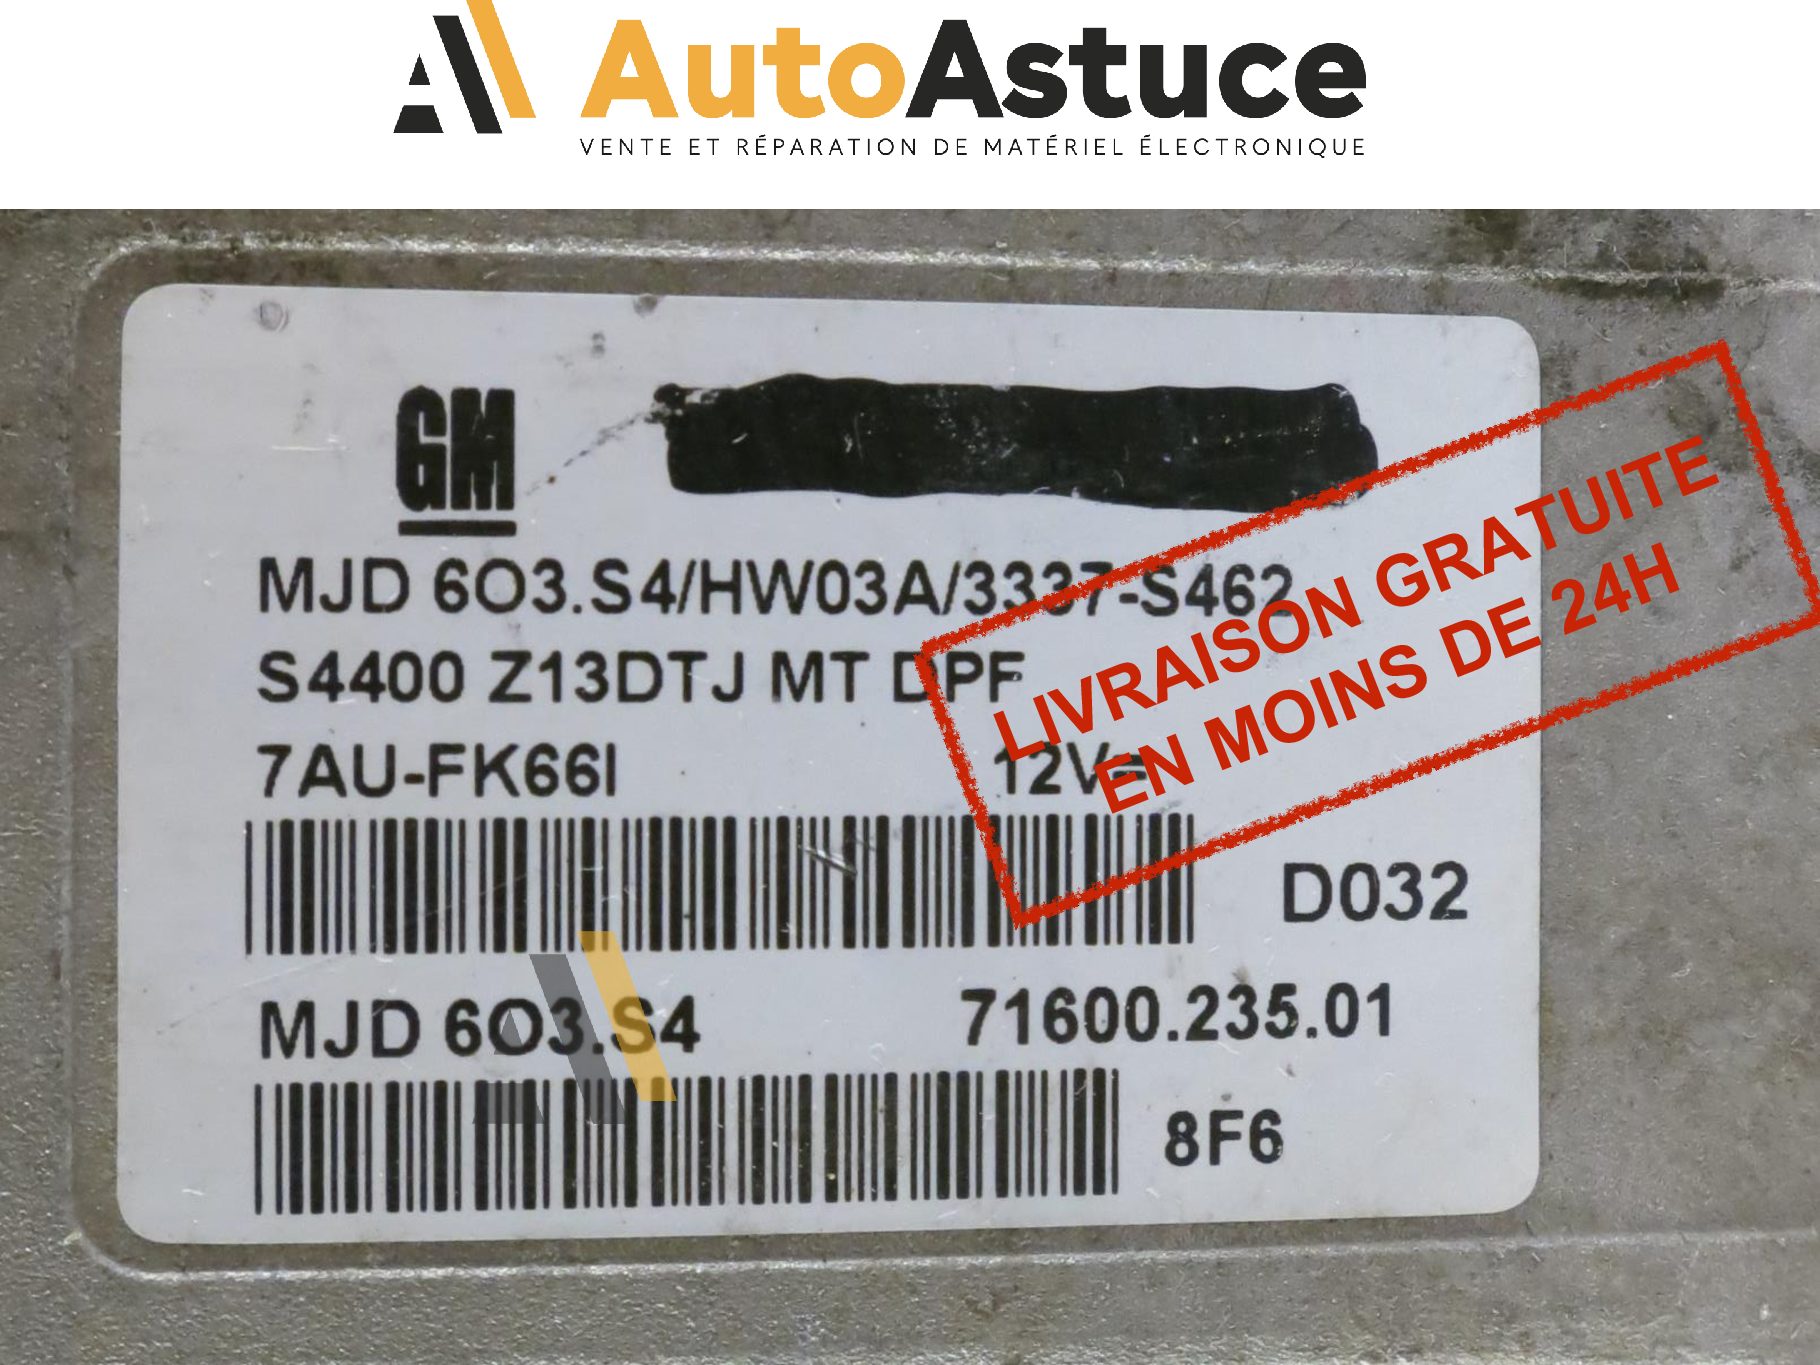 AutoAstuce
VENTE ET RÉPARATION DE MATÉRIEL ÉLECTRONIQUE
GM
MJD 6O3.S4/HW03A/3337-S462
S4400 Z13DTJ MT DPF
7AU-FK66I 12V=
LIVRAISON GRATUITE
EN MOINS DE 24H
D032
MJD 6O3.S4 71600.235.01
8F6